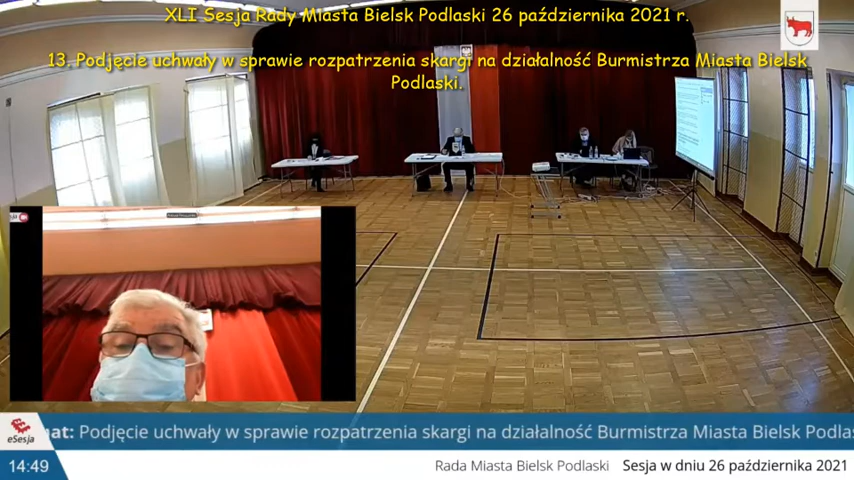 XLI Sesja Rady Miasta Bielsk Podlaski 26 października 2021 r.
13. Podjęcie uchwały w sprawie rozpatrzenia skargi na działalność Burmistrza Miasta Bielsk
Podlaski.
eSesja
nat: Podjęcie uchwały w sprawie rozpatrzenia skargi na działalność Burmistrza Miasta Bielsk Podlas
14:49
Rada Miasta Bielsk Podlaski Sesja w dniu 26 października 2021